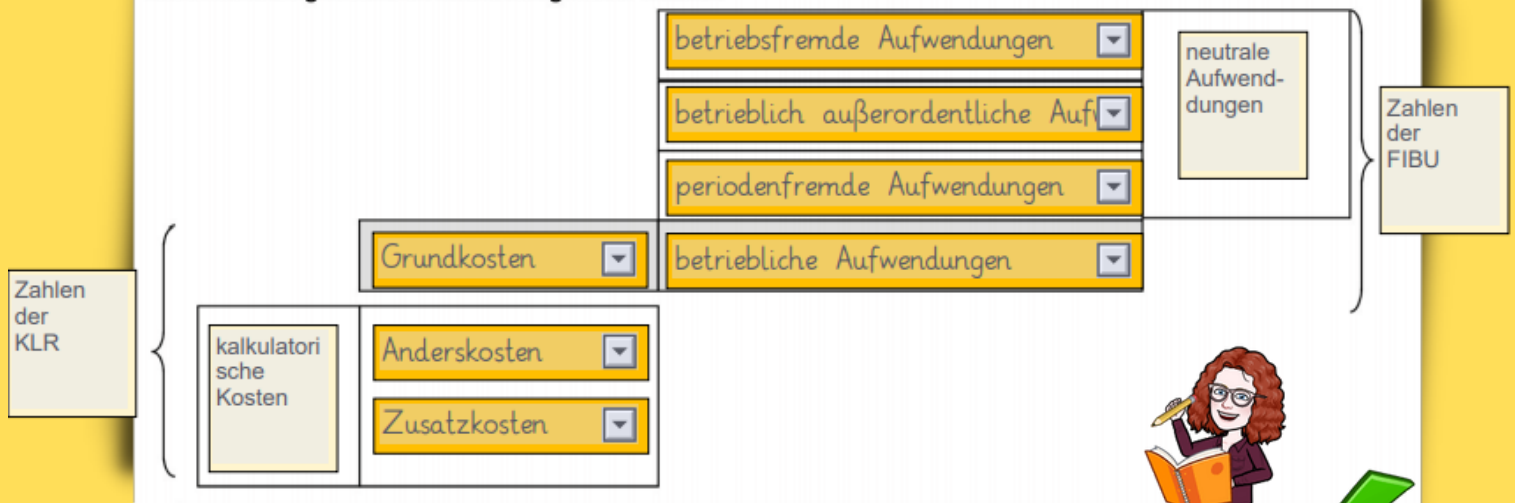 betriebsfremde Aufwendungen
neutrale
Aufwend-
dungen
betrieblich außerordentliche Auf
Zahlen
der
FIBU
periodenfremde Aufwendungen
Grundkosten
betriebliche Aufwendungen
Zahlen
der
KLR
kalkulatori
sche
Kosten
Anderskosten
Zusatzkosten